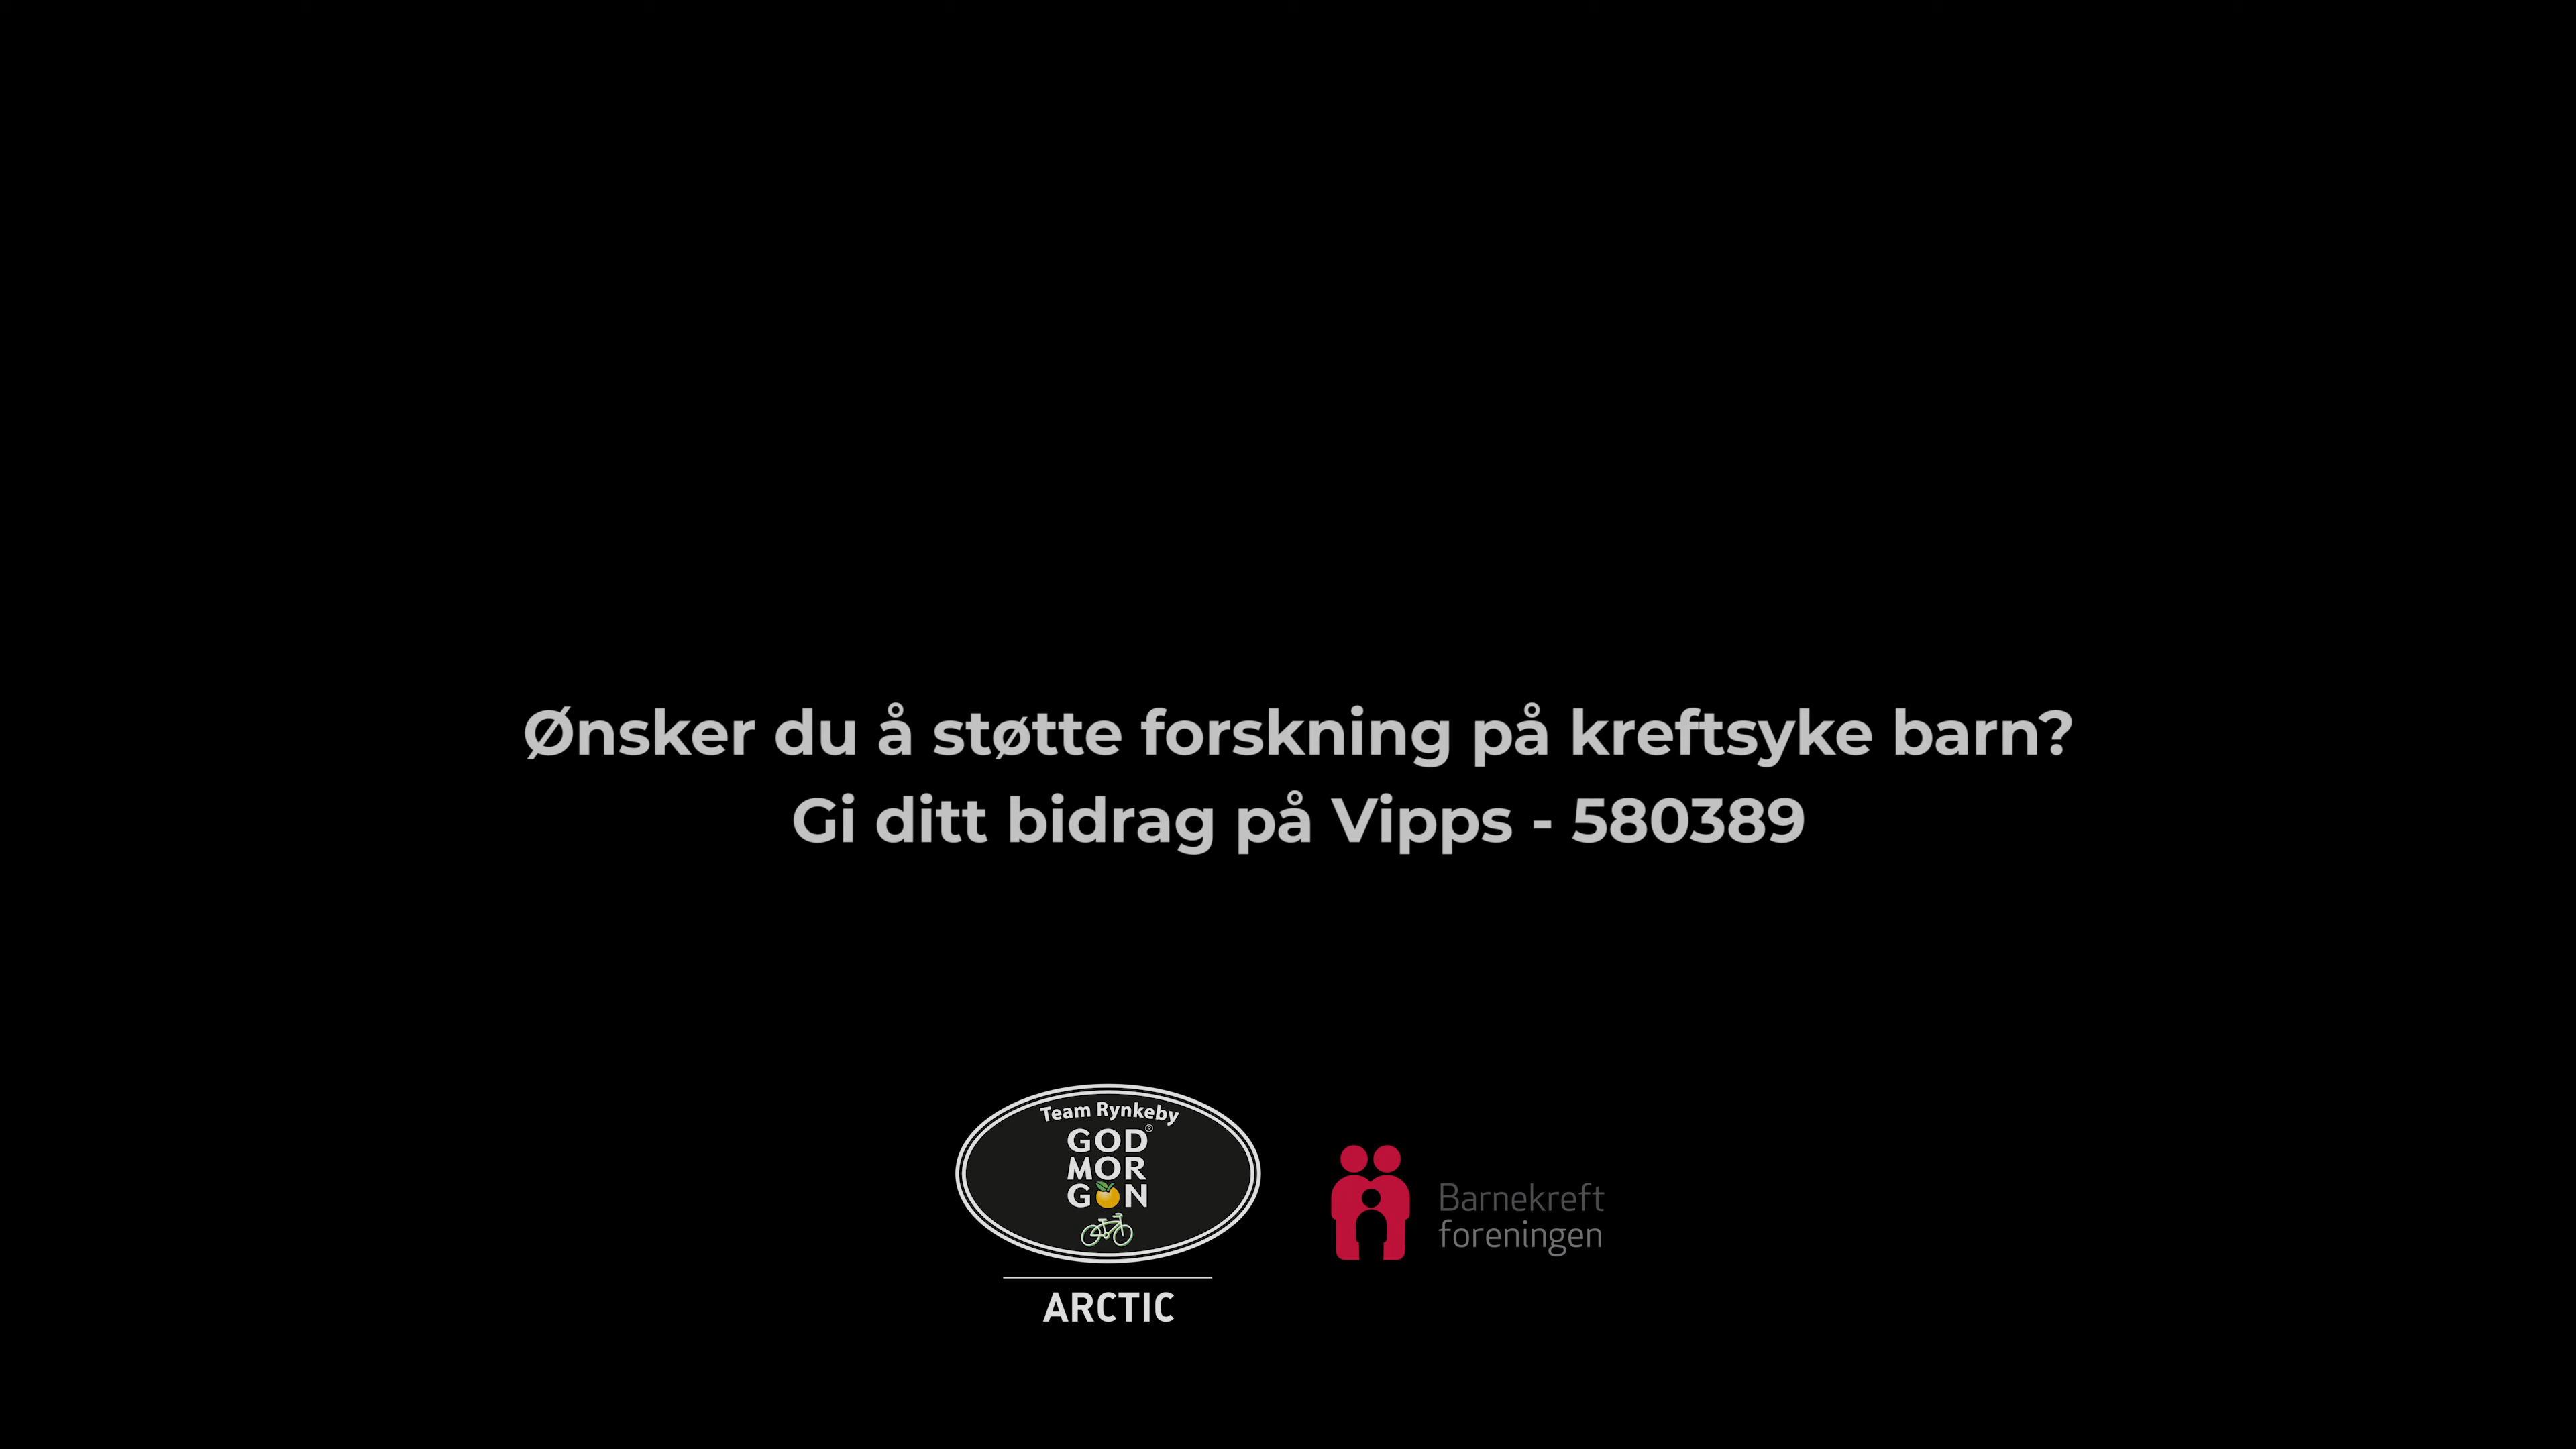 Ønsker du å støtte forskning på kreftsyke barn?
Gi ditt bidrag på Vipps - 580389
Team Rynkeby
GOD®
MOR
GON
ARCTIC
Barnekreft
foreningen